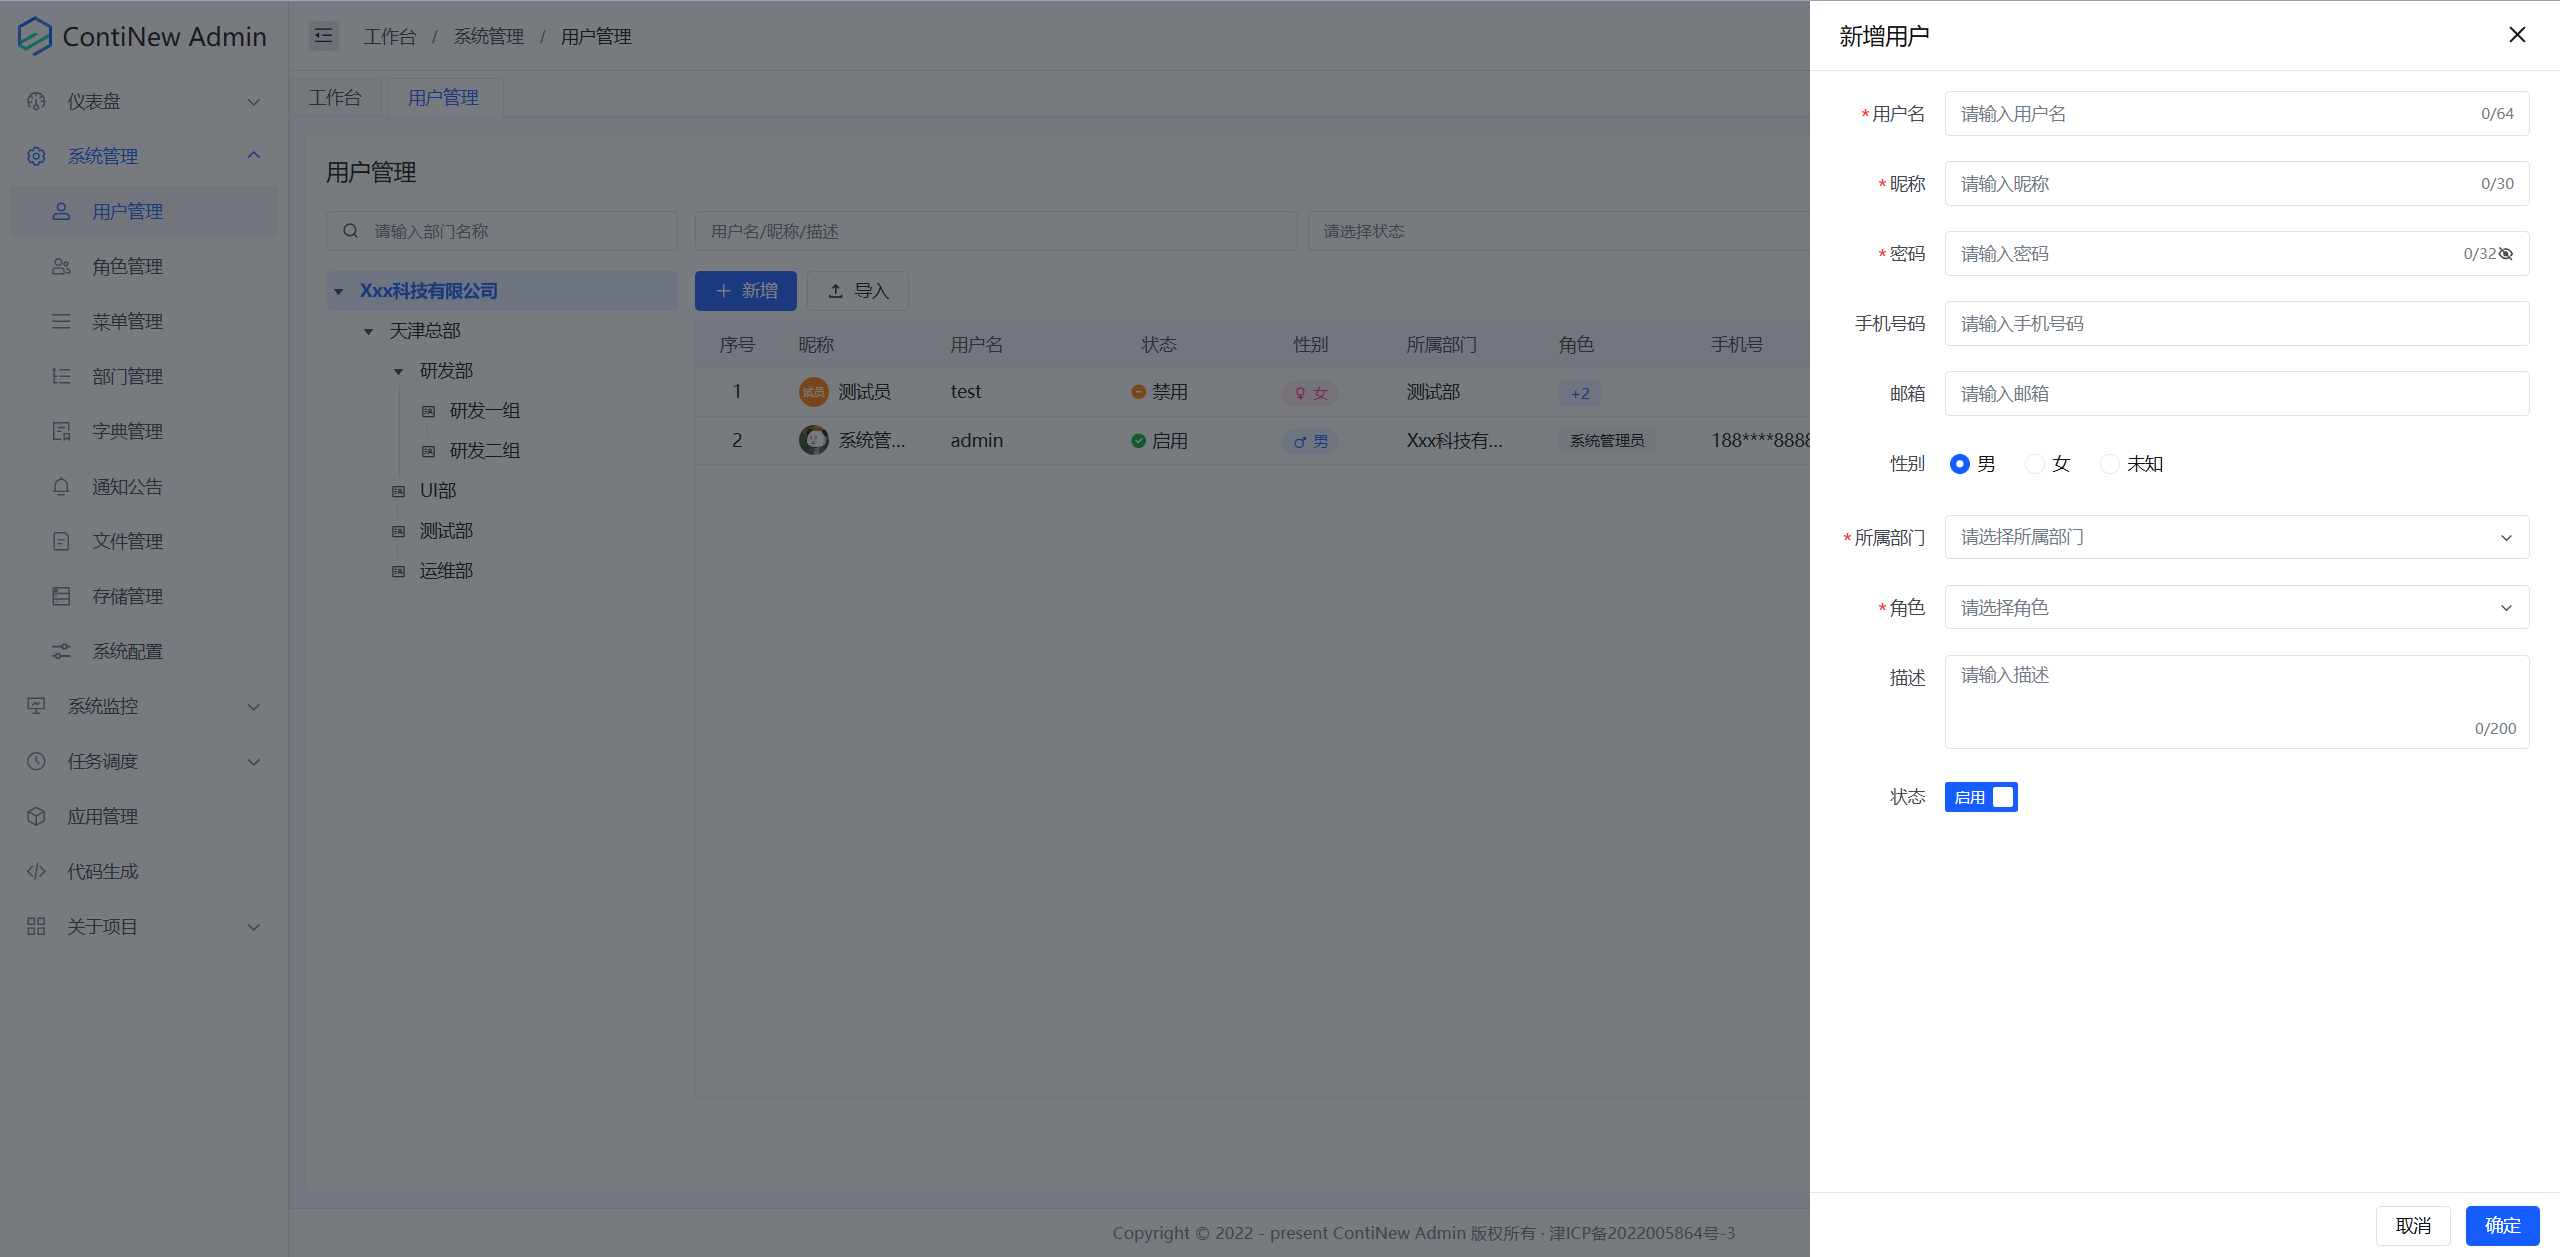 ContiNew Admin
仪表盘
系统管理
用户管理
角色管理
菜单管理
部门管理
字典管理
通知公告
文件管理
存储管理
系统配置
系统监控
任务调度
应用管理
代码生成
关于项目
工作台 / 系统管理 / 用户管理
工作台 用户管理
用户管理
请输入部门名称
Xxx科技有限公司
天津总部
研发部
研发一组
研发二组
UI部
测试部
运维部
用户名/昵称/描述 请选择状态
新增 导入
序号 昵称 用户名 状态 性别 所属部门 角色 手机号
1 试员 测试员 test 禁用 女 测试部 +2
2 系统管... admin 启用 男 Xxx科技有... 系统管理员 188****8888
Copyright © 2022 - present ContiNew Admin 版权所有 · 津ICP备2022005864号-3
新增用户
*用户名 请输入用户名 0/64
*昵称 请输入昵称 0/30
*密码 请输入密码 0/32
手机号码 请输入手机号码
邮箱 请输入邮箱
性别 男 女 未知
*所属部门 请选择所属部门
*角色 请选择角色
描述 请输入描述
0/200
状态 启用
取消 确定